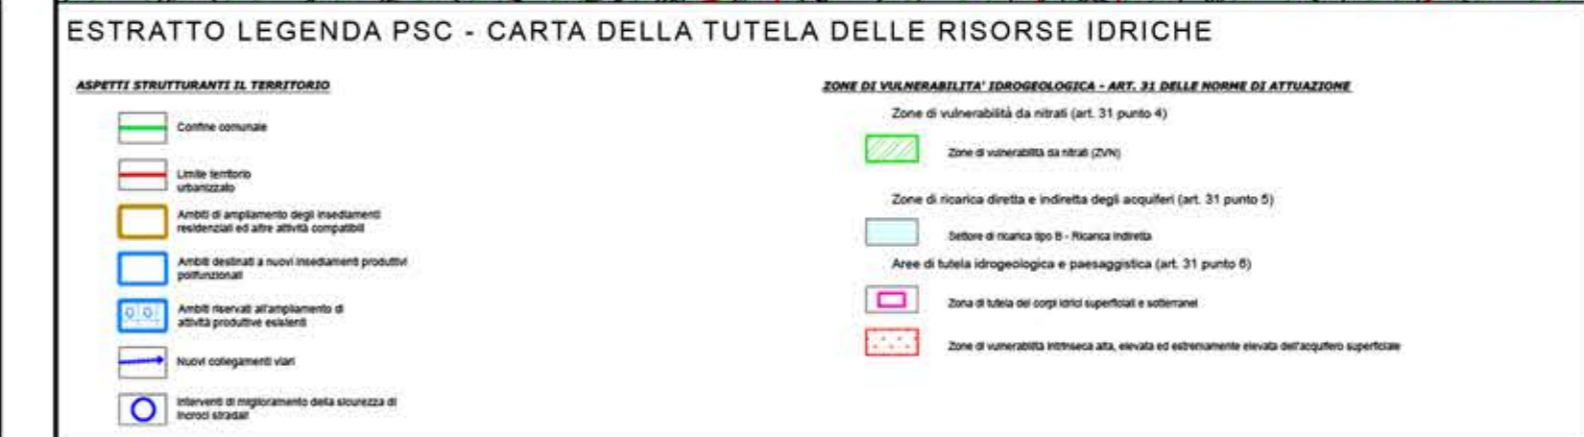 ESTRATTO LEGENDA PSC - CARTA DELLA TUTELA DELLE RISORSE IDRICHE
ASPETTI STRUTTURANTI IL TERRITORIO
Confine comunale
Limite territorio
urbanizzato
Ambiti di ampliamento degli insediamenti
residenziali ed altre attività compatibili
Ambiti destinati a nuovi insediamenti produttivi
polifunzionali
Ambiti riservati all'ampliamento di
attività produttive esistenti
Nuovi collegamenti viari
Interventi di miglioramento della sicurezza di
incroci stradali
ZONE DI VULNERABILITA' IDROGEOLOGICA - ART. 31 DELLE NORME DI ATTUAZIONE
Zone di vulnerabilità da nitrati (art. 31 punto 4)
Zone di vulnerabilità da nitrati (ZVN)
Zone di ricarica diretta e indiretta degli acquiferi (art. 31 punto 5)
Settore di ricarica tipo B - Ricarica indiretta
Aree di tutela idrogeologica e paesaggistica (art. 31 punto 6)
Zona di tutela dei corpi idrici superficiali e sotterranei
Zone di vulnerabilità intrinseca alta, elevata ed estremamente elevata dell'acquifero superficiale